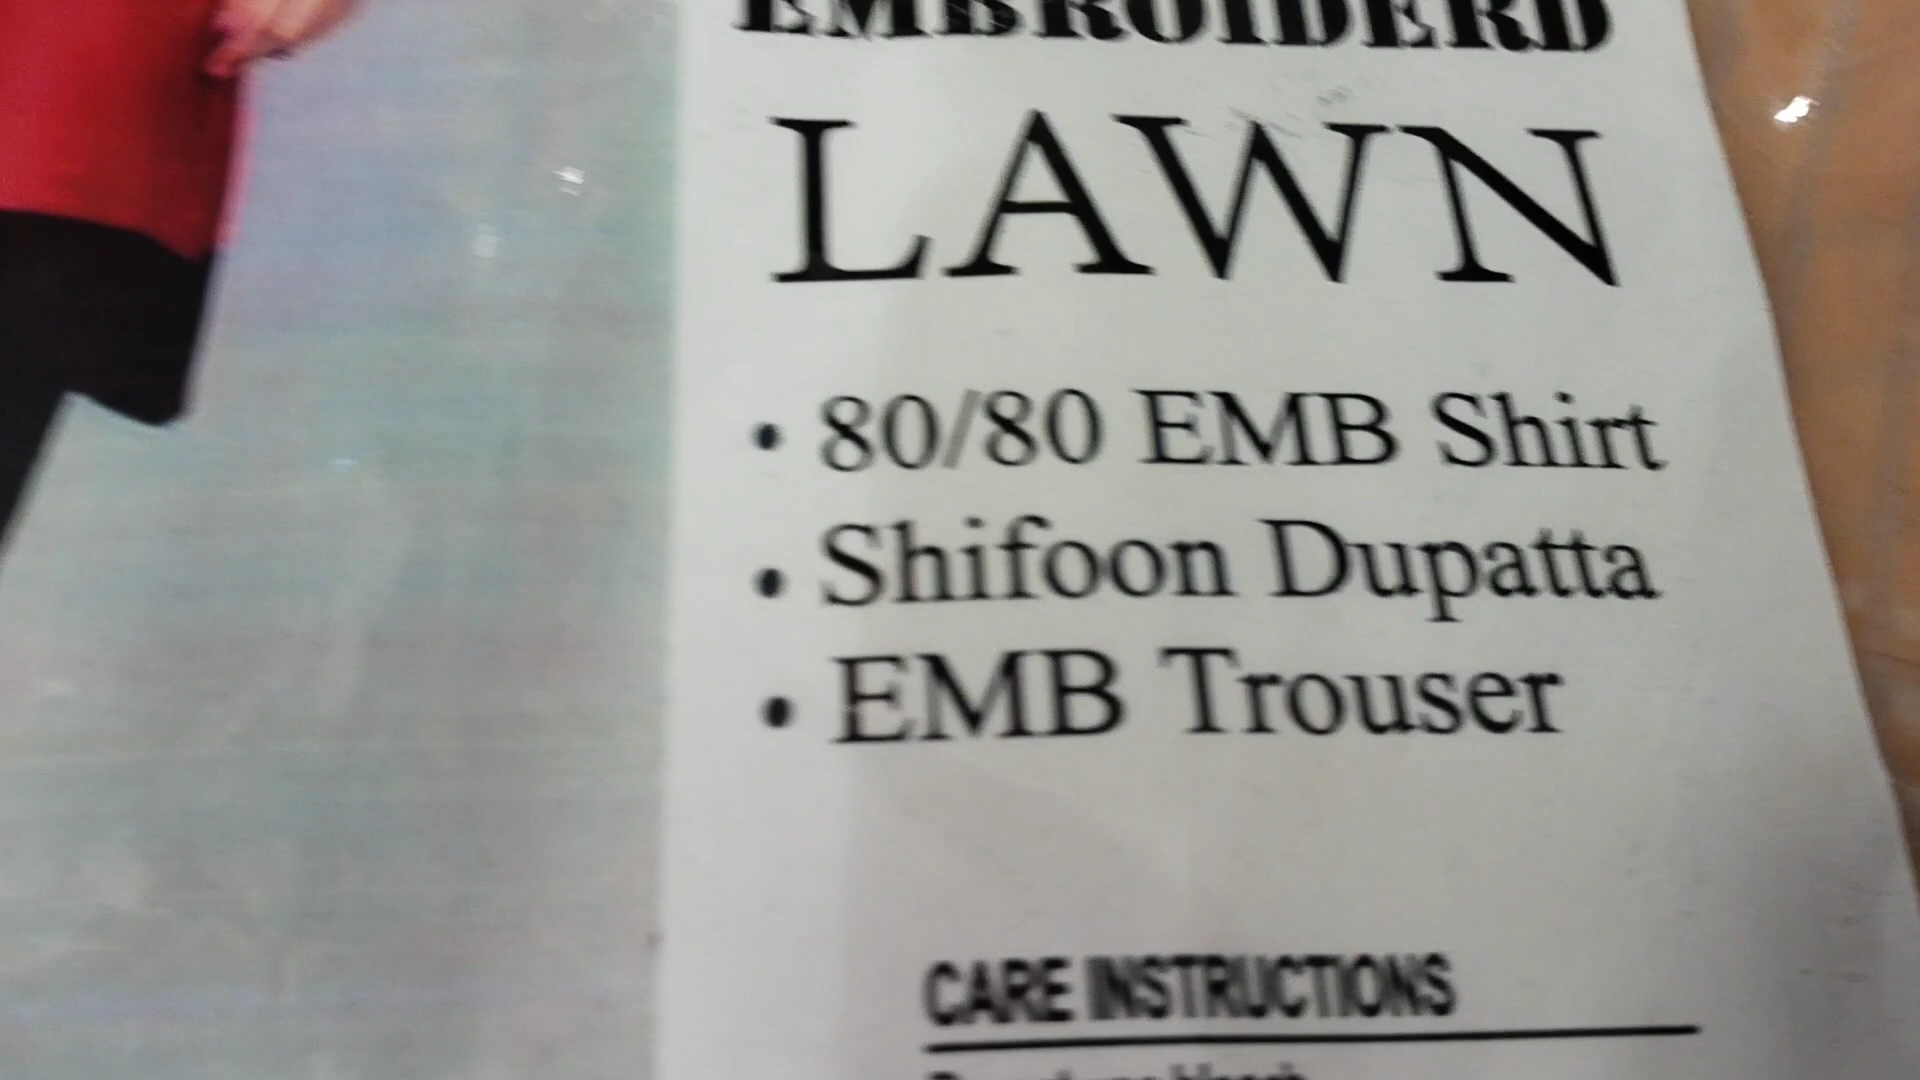 EMBROIDERD
LAWN
• 80/80 EMB Shirt
• Shifoon Dupatta
• EMB Trouser
CARE INSTRUCTIONS